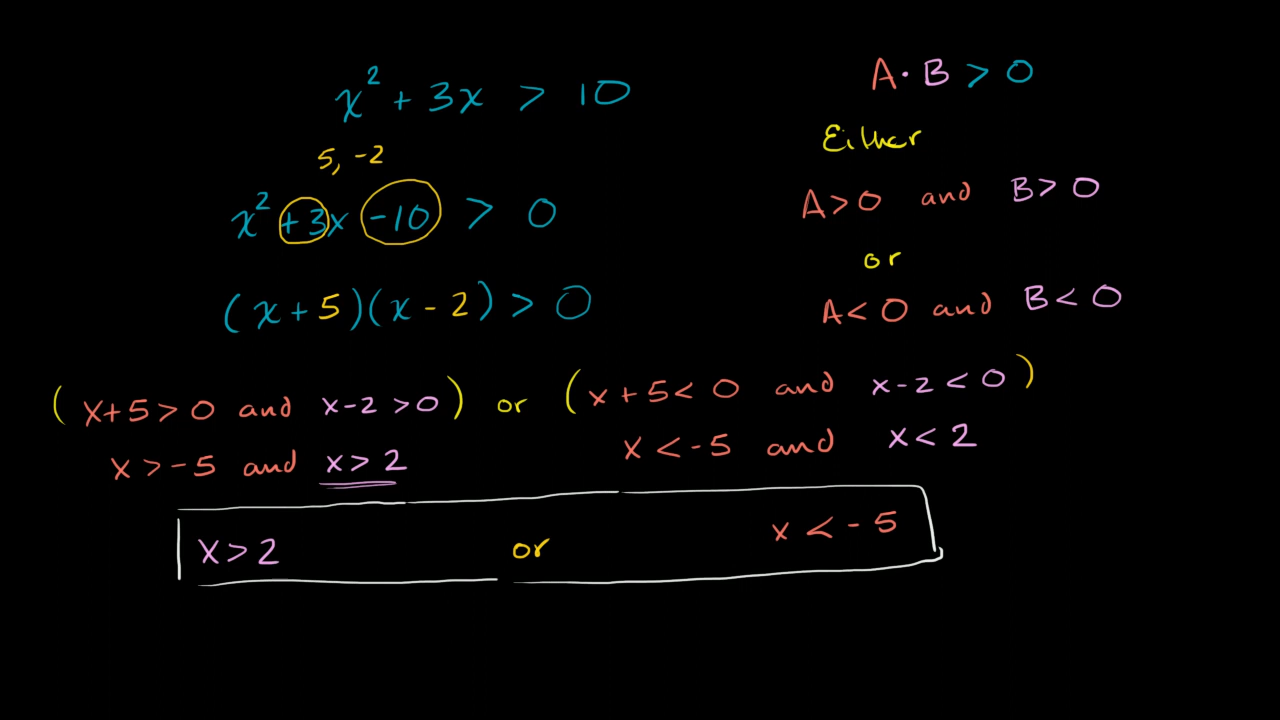 x² + 3x > 10
5, -2
x² +3x -10 > 0
(x + 5)(x - 2) > 0
A · B > 0
Either
A > 0 and B > 0
or
A < 0 and B < 0
(x+5 > 0 and x-2 > 0) or (x + 5 < 0 and x-2 < 0)
x > -5 and x > 2 x < -5 and x < 2
x > 2 or x < -5